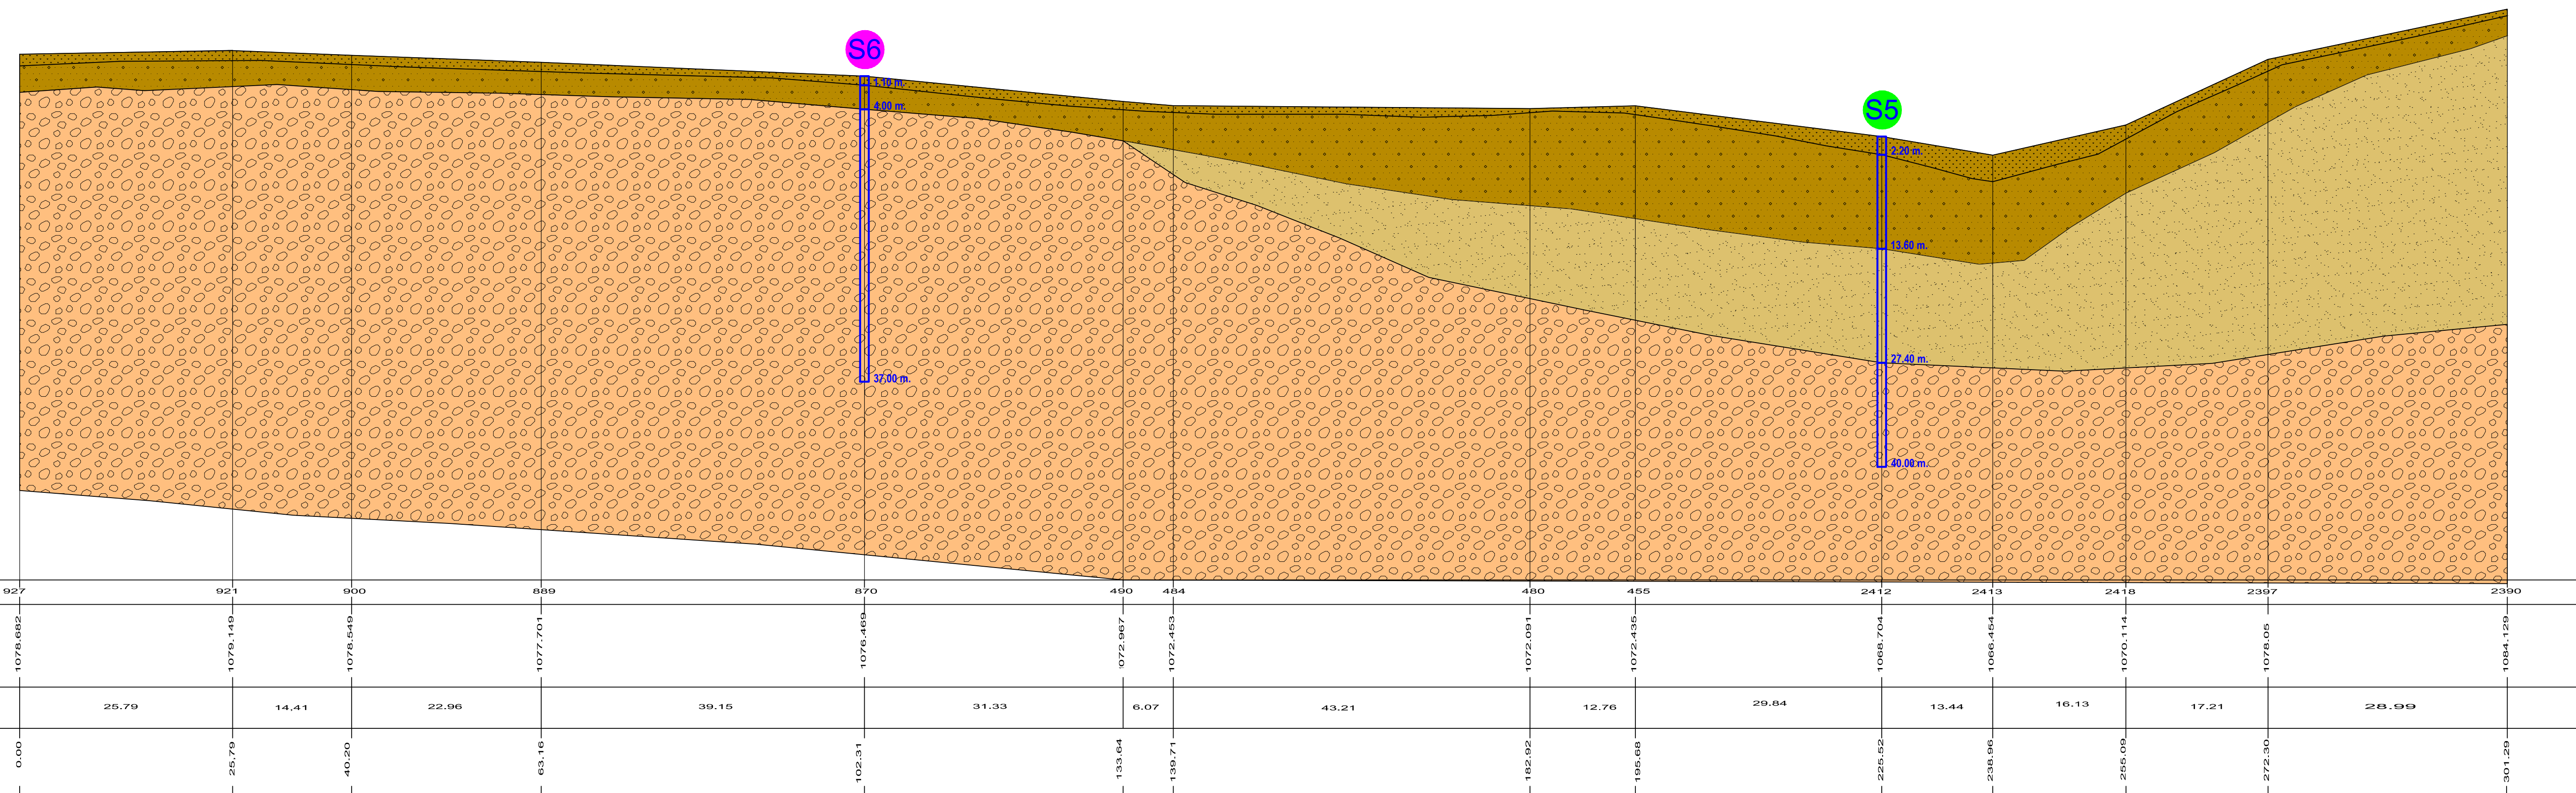 S6
1.10 m.
4.00 m.
37.00 m.
S5
2.20 m.
13.60 m.
27.40 m.
40.00 m.
927 921 900 889 870 490 484 480 455 2412 2413 2418 2397 2390
1078.682 1079.149 1078.549 1077.701 1076.469 1072.967 1072.453 1072.091 1072.435 1068.704 1066.454 1070.114 1078.05 1084.129
25.79 14,41 22.96 39.15 31.33 6.07 43.21 12.76 29.84 13.44 16.13 17.21 28.99
0.00 25.79 40.20 63.16 102.31 133.64 139.71 182.92 195.68 225.52 238.96 255.09 272.30 301.29